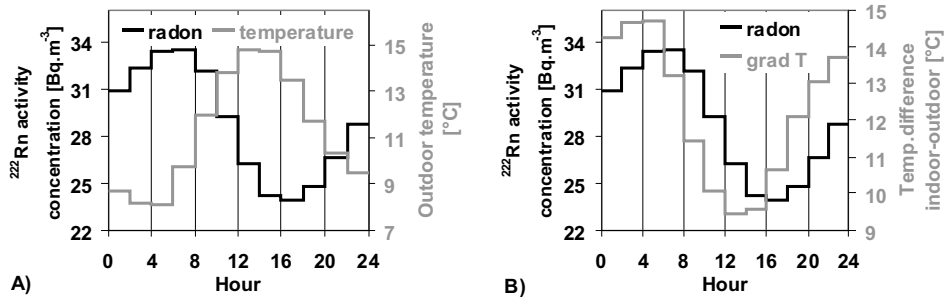 radon temperature
34
31
28
25
22
15
13
11
9
7
²²²Rn activity
concentration [Bq.m⁻³]
Outdoor temperature
[°C]
0 4 8 12 16 20 24
Hour
A)
radon
grad T
34
31
28
25
22
15
14
13
12
11
10
9
²²²Rn activity
concentration [Bq.m⁻³]
Temp.difference
indoor-outdoor [°C]
0 4 8 12 16 20 24
Hour
B)